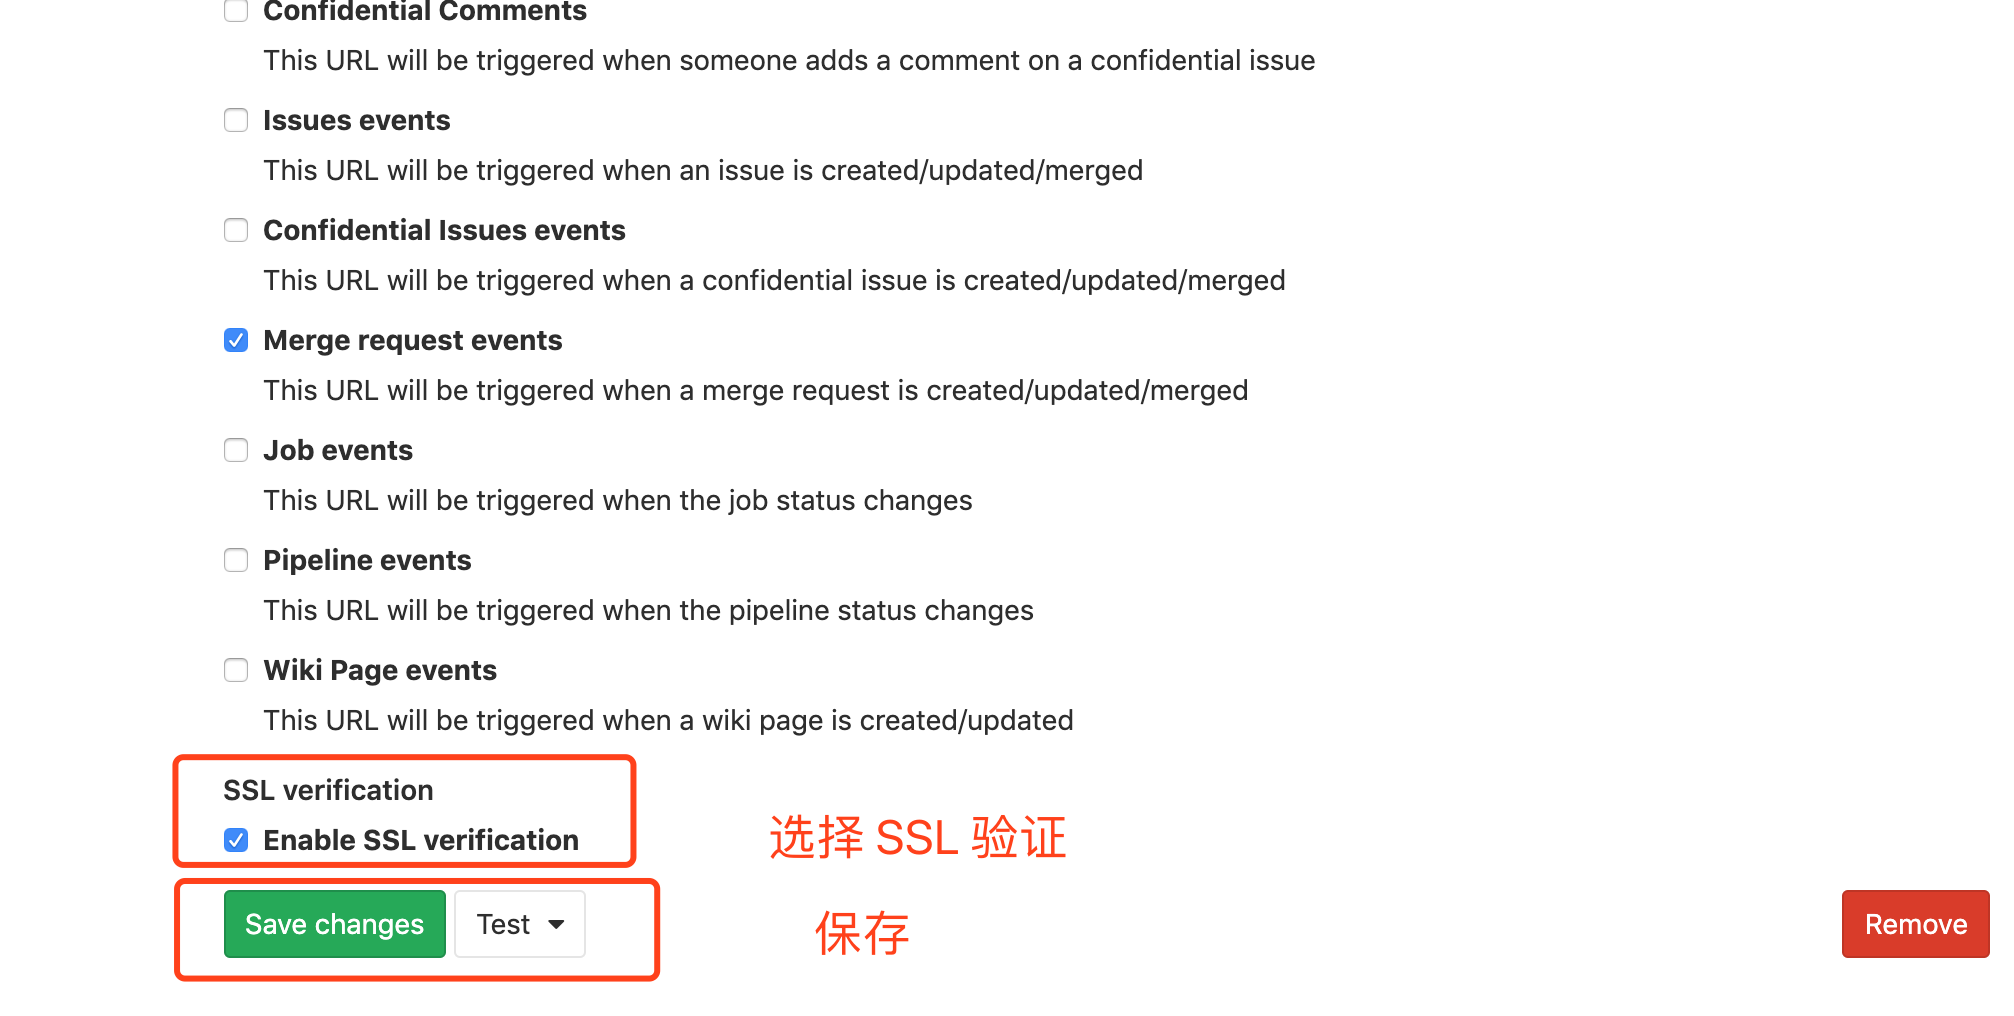 Confidential Comments
This URL will be triggered when someone adds a comment on a confidential issue
Issues events
This URL will be triggered when an issue is created/updated/merged
Confidential Issues events
This URL will be triggered when a confidential issue is created/updated/merged
Merge request events
This URL will be triggered when a merge request is created/updated/merged
Job events
This URL will be triggered when the job status changes
Pipeline events
This URL will be triggered when the pipeline status changes
Wiki Page events
This URL will be triggered when a wiki page is created/updated
SSL verification
Enable SSL verification
选择 SSL 验证
Save changes
Test
保存
Remove